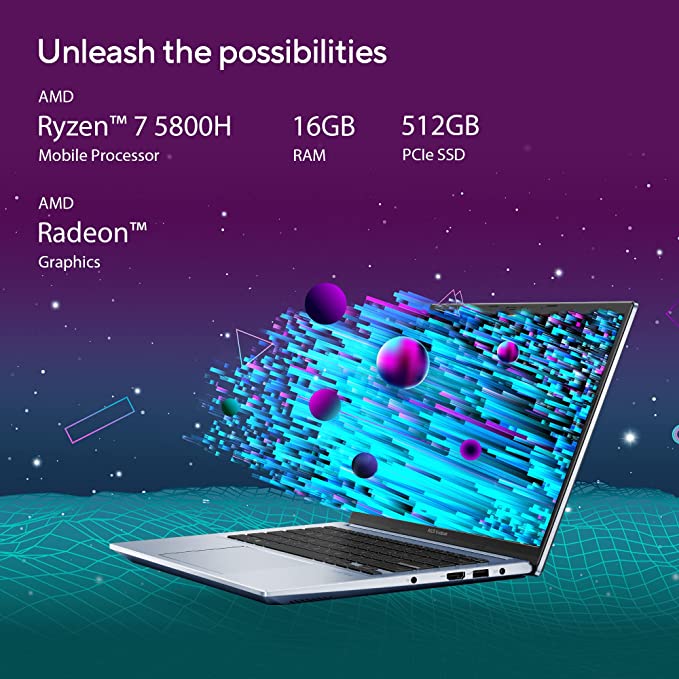 Unleash the possibilities
AMD
Ryzen™ 7 5800H
Mobile Processor
16GB
RAM
512GB
PCIe SSD
AMD
Radeon™
Graphics